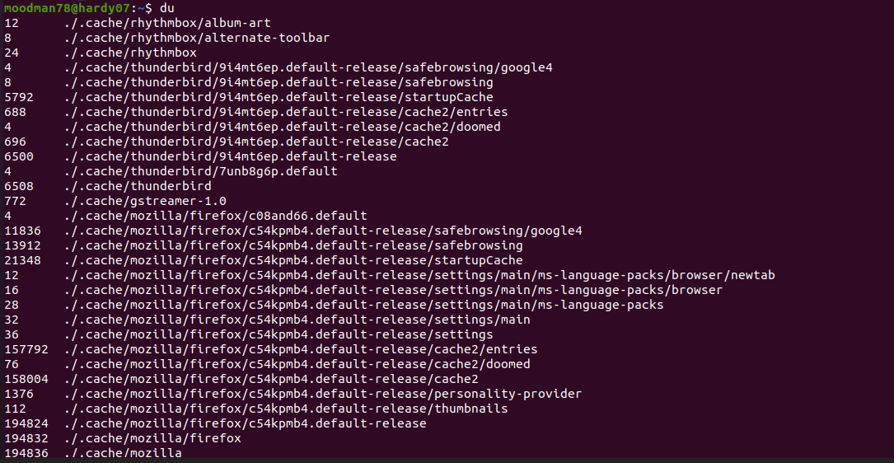 moodman78@hardy07:~$ du
12 ./.cache/rhythmbox/album-art
8 ./.cache/rhythmbox/alternate-toolbar
24 ./.cache/rhythmbox
4 ./.cache/thunderbird/9i4mt6ep.default-release/safebrowsing/google4
8 ./.cache/thunderbird/9i4mt6ep.default-release/safebrowsing
5792 ./.cache/thunderbird/9i4mt6ep.default-release/startupCache
688 ./.cache/thunderbird/9i4mt6ep.default-release/cache2/entries
4 ./.cache/thunderbird/9i4mt6ep.default-release/cache2/doomed
696 ./.cache/thunderbird/9i4mt6ep.default-release/cache2
6500 ./.cache/thunderbird/9i4mt6ep.default-release
4 ./.cache/thunderbird/7unb8g6p.default
6508 ./.cache/thunderbird
772 ./.cache/gstreamer-1.0
4 ./.cache/mozilla/firefox/c08and66.default
11836 ./.cache/mozilla/firefox/c54kpmb4.default-release/safebrowsing/google4
13912 ./.cache/mozilla/firefox/c54kpmb4.default-release/safebrowsing
21348 ./.cache/mozilla/firefox/c54kpmb4.default-release/startupCache
12 ./.cache/mozilla/firefox/c54kpmb4.default-release/settings/main/ms-language-packs/browser/newtab
16 ./.cache/mozilla/firefox/c54kpmb4.default-release/settings/main/ms-language-packs/browser
28 ./.cache/mozilla/firefox/c54kpmb4.default-release/settings/main/ms-language-packs
32 ./.cache/mozilla/firefox/c54kpmb4.default-release/settings/main
36 ./.cache/mozilla/firefox/c54kpmb4.default-release/settings
157792 ./.cache/mozilla/firefox/c54kpmb4.default-release/cache2/entries
76 ./.cache/mozilla/firefox/c54kpmb4.default-release/cache2/doomed
158004 ./.cache/mozilla/firefox/c54kpmb4.default-release/cache2
1376 ./.cache/mozilla/firefox/c54kpmb4.default-release/personality-provider
112 ./.cache/mozilla/firefox/c54kpmb4.default-release/thumbnails
194824 ./.cache/mozilla/firefox/c54kpmb4.default-release
194832 ./.cache/mozilla/firefox
194836 ./.cache/mozilla